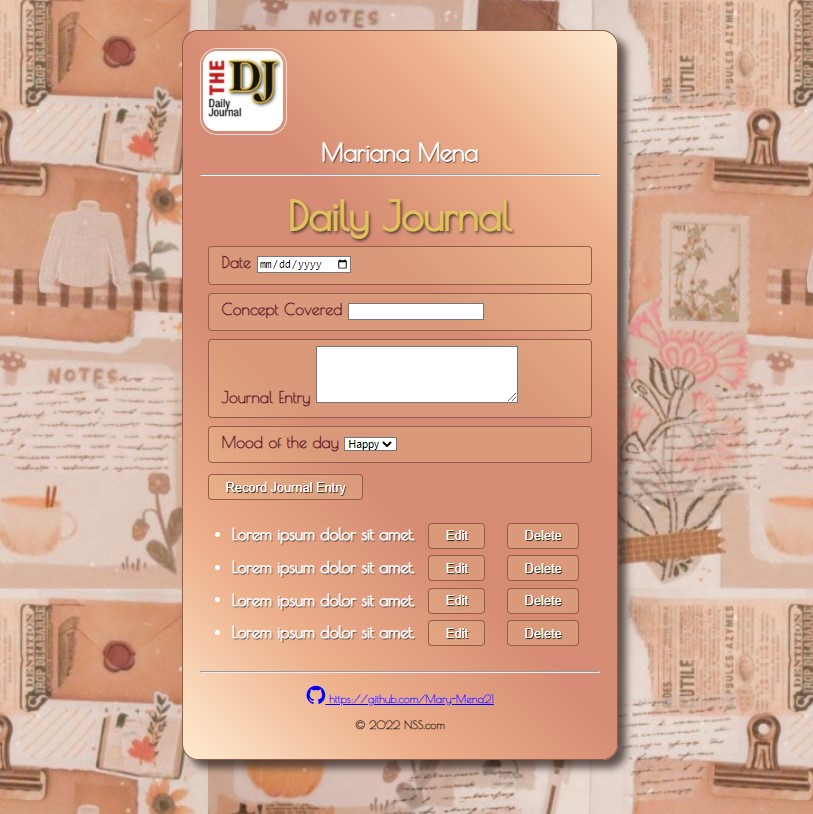 NOTES
THE
DJ
Daily
Journal
Mariana Mena
Daily Journal
Date mm/dd/yyyy
Concept Covered
Journal Entry
Mood of the day Happy
Record Journal Entry
• Lorem ipsum dolor sit amet. Edit Delete
• Lorem ipsum dolor sit amet. Edit Delete
• Lorem ipsum dolor sit amet. Edit Delete
• Lorem ipsum dolor sit amet. Edit Delete
https://github.com/Mary-Mena21
© 2022 NSS.com
NOTES